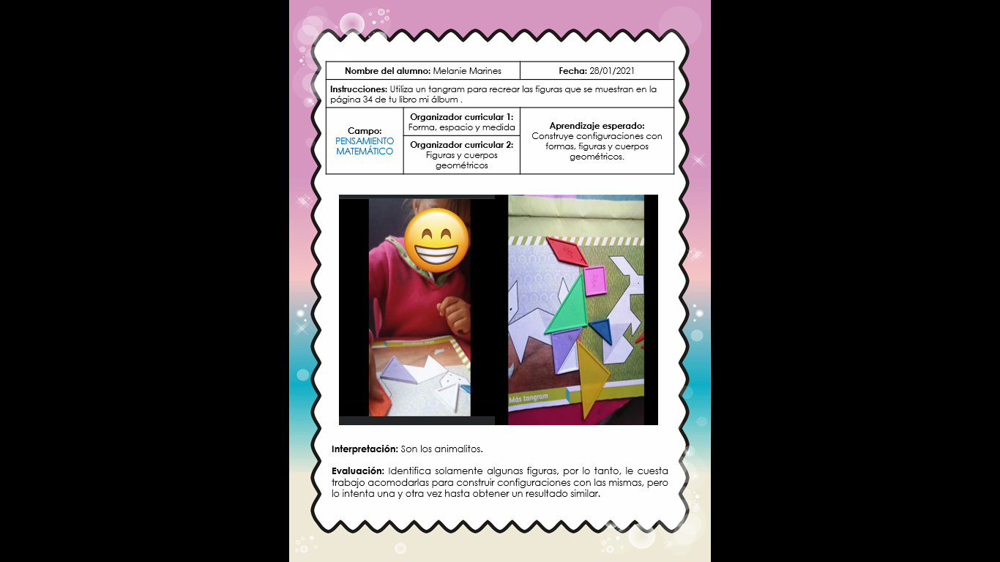 Nombre del alumno: Melanie Marines
Fecha: 28/01/2021
Instrucciones: Utiliza un tangram para recrear las figuras que se muestran en la
página 34 de tu libro mi álbum .
Campo:
PENSAMIENTO
MATEMÁTICO
Organizador curricular 1:
Forma, espacio y medida
Organizador curricular 2:
Figuras y cuerpos
geométricos
Aprendizaje esperado:
Construye configuraciones con
formas, figuras y cuerpos
geométricos.
Más tangram
Interpretación: Son los animalitos.
Evaluación: Identifica solamente algunas figuras, por lo tanto, le cuesta
trabajo acomodarlas para construir configuraciones con las mismas, pero
lo intenta una y otra vez hasta obtener un resultado similar.